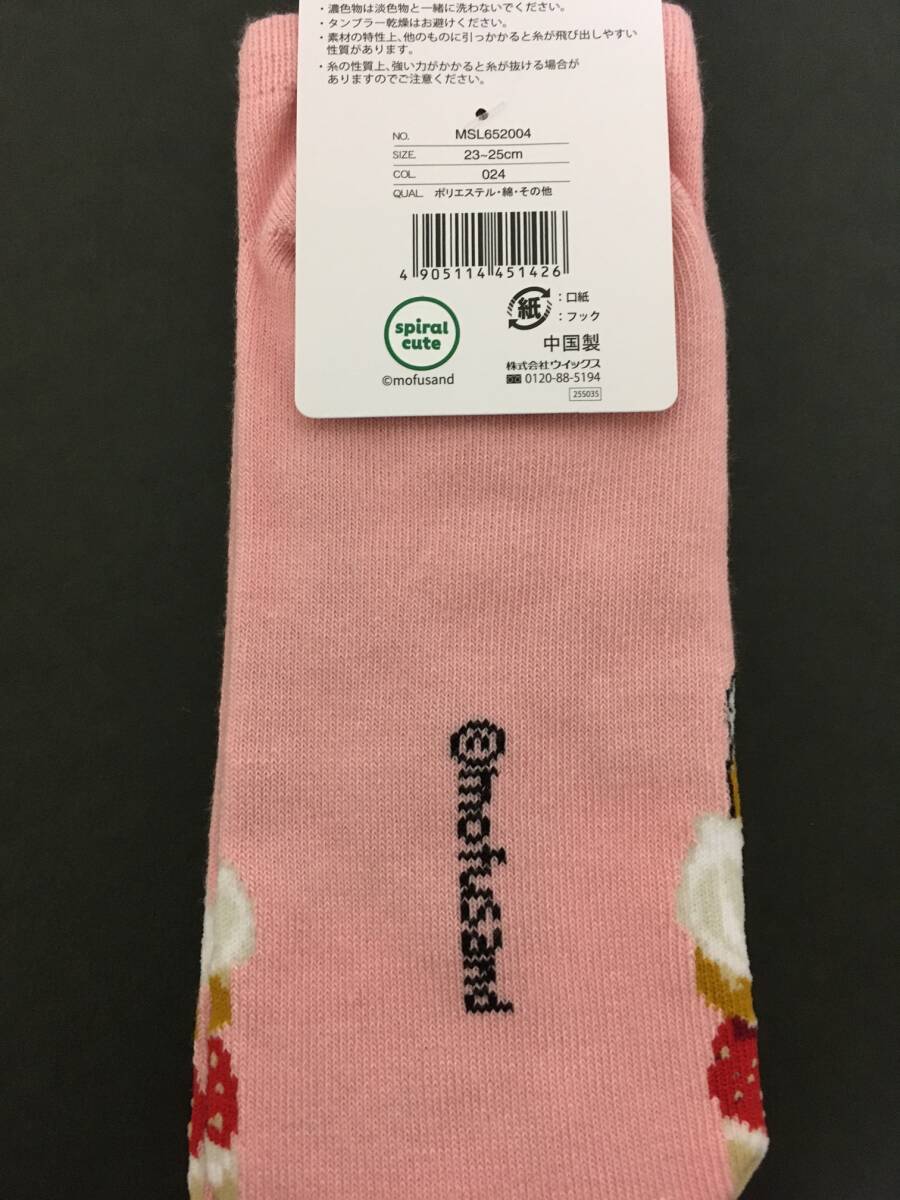 ・濃色物は淡色物と一緒に洗わないでください。
・タンブラー乾燥はお避けください。
・素材の特性上、他のものに引っかかると糸が飛び出しやすい
性質があります。
・糸の性質上、強い力がかかると糸が抜ける場合が
ありますのでご注意ください。
NO. MSL652004
SIZE. 23~25cm
COL. 024
QUAL. ポリエステル・綿・その他
4 905114 451426
spiral
cute
©mofusand
紙 :口紙
:フック
中国製
株式会社ウイックス
0120-88-5194
255035
©mofusand